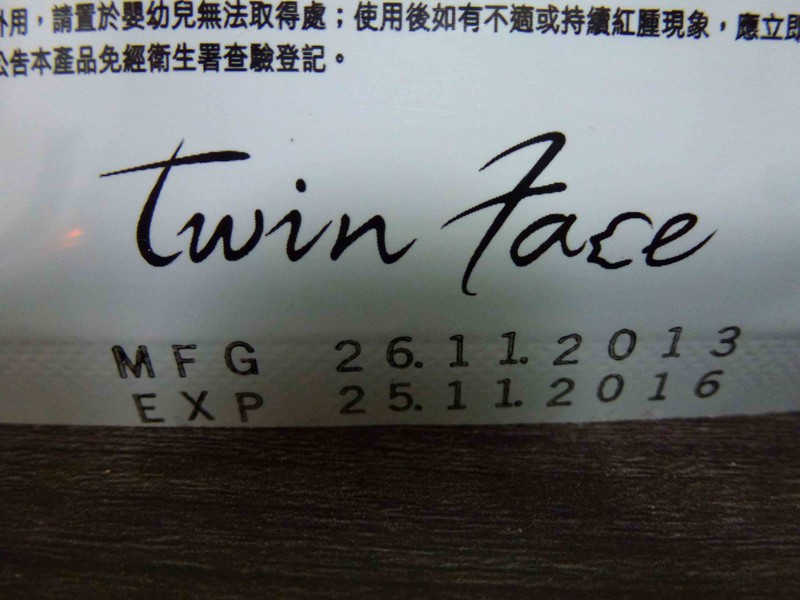 外用，請置於嬰幼兒無法取得處；使用後如有不適或持續紅腫現象，應立即
公告本產品免經衛生署查驗登記。
Twin Face
MFG 26.11.2013
EXP 25.11.2016